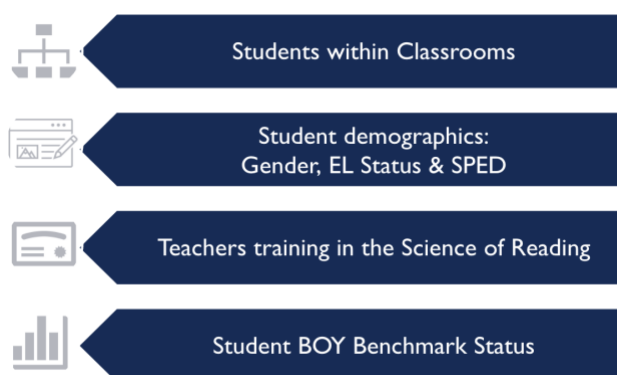 Students within Classrooms
Student demographics:
Gender, EL Status & SPED
Teachers training in the Science of Reading
Student BOY Benchmark Status